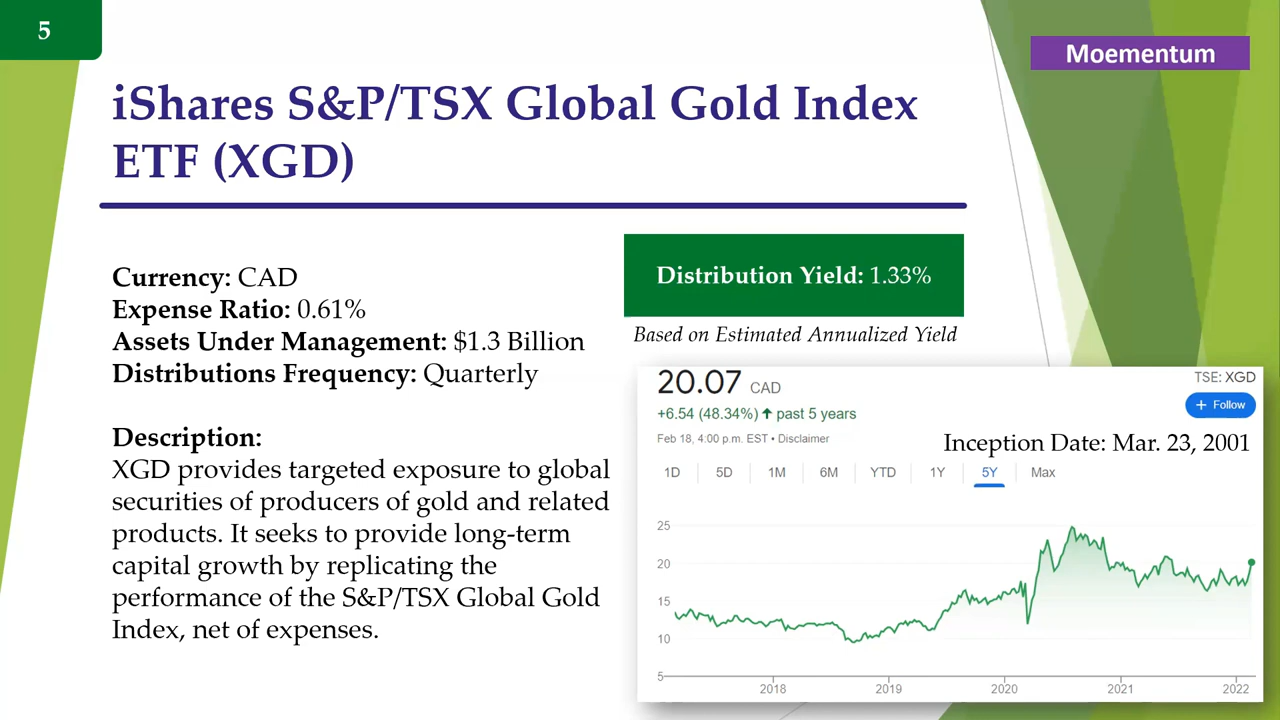 5
Moementum
iShares S&P/TSX Global Gold Index
ETF (XGD)
Currency: CAD
Expense Ratio: 0.61%
Assets Under Management: $1.3 Billion
Distributions Frequency: Quarterly
Description:
XGD provides targeted exposure to global
securities of producers of gold and related
products. It seeks to provide long-term
capital growth by replicating the
performance of the S&P/TSX Global Gold
Index, net of expenses.
Distribution Yield: 1.33%
Based on Estimated Annualized Yield
20.07 CAD
TSE: XGD
+6.54 (48.34%) ↑ past 5 years
+ Follow
Feb 18, 4:00 p.m. EST • Disclaimer
Inception Date: Mar. 23, 2001
1D 5D 1M 6M YTD 1Y 5Y Max
25
20
15
10
5
2018 2019 2020 2021 2022